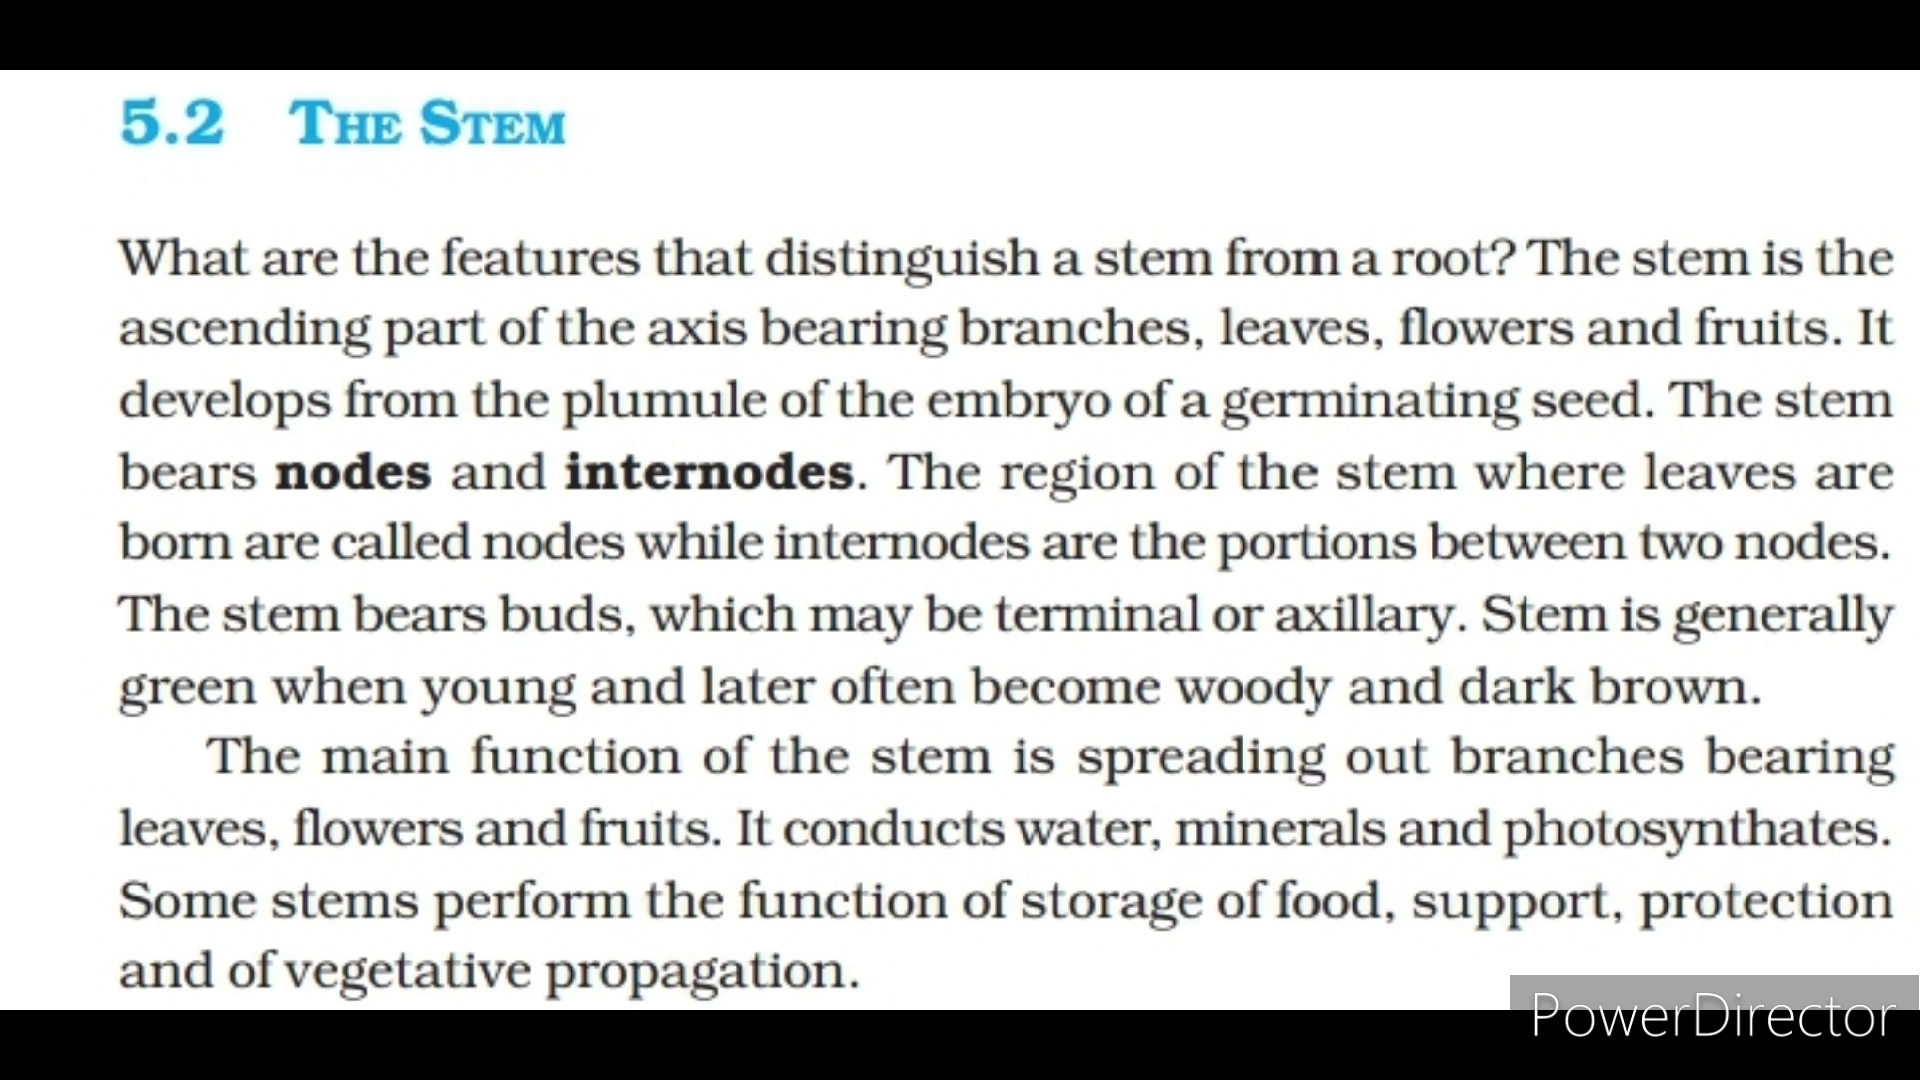 5.2 THE STEM
What are the features that distinguish a stem from a root? The stem is the
ascending part of the axis bearing branches, leaves, flowers and fruits. It
develops from the plumule of the embryo of a germinating seed. The stem
bears nodes and internodes. The region of the stem where leaves are
born are called nodes while internodes are the portions between two nodes.
The stem bears buds, which may be terminal or axillary. Stem is generally
green when young and later often become woody and dark brown.
The main function of the stem is spreading out branches bearing
leaves, flowers and fruits. It conducts water, minerals and photosynthates.
Some stems perform the function of storage of food, support, protection
and of vegetative propagation.
PowerDirector